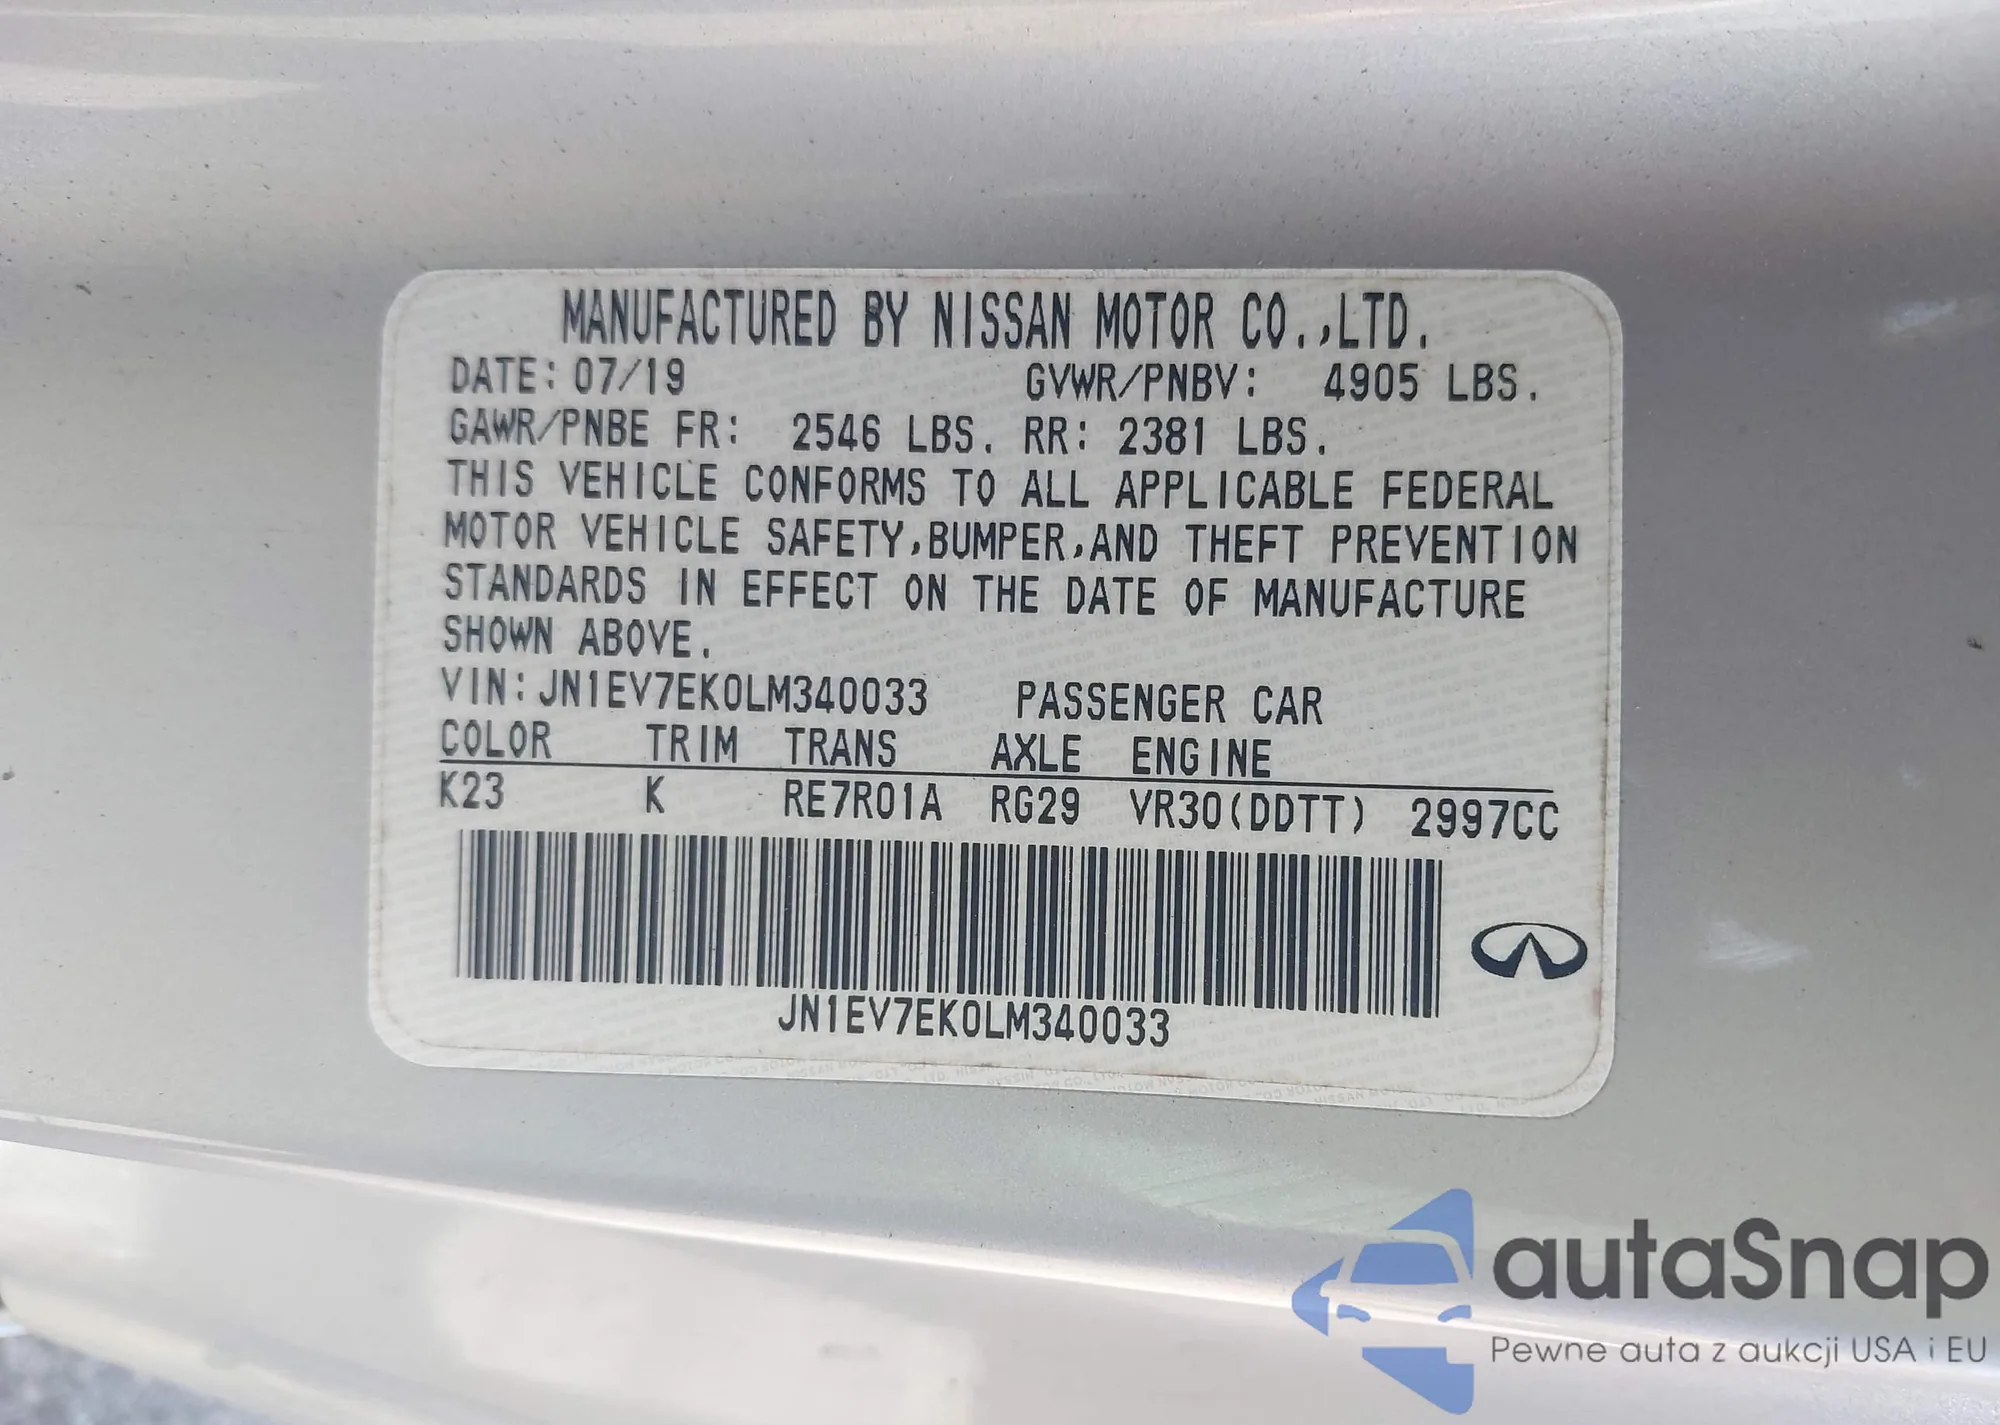 MANUFACTURED BY NISSAN MOTOR CO.,LTD.
DATE: 07/19 GVWR/PNBV: 4905 LBS.
GAWR/PNBE FR: 2546 LBS. RR: 2381 LBS.
THIS VEHICLE CONFORMS TO ALL APPLICABLE FEDERAL
MOTOR VEHICLE SAFETY,BUMPER,AND THEFT PREVENTION
STANDARDS IN EFFECT ON THE DATE OF MANUFACTURE
SHOWN ABOVE.
VIN:JN1EV7EK0LM340033 PASSENGER CAR
COLOR TRIM TRANS AXLE ENGINE
K23 K RE7R01A RG29 VR30(DDTT) 2997CC
JN1EV7EK0LM340033
autaSnap
Pewne auta z aukcji USA i EU